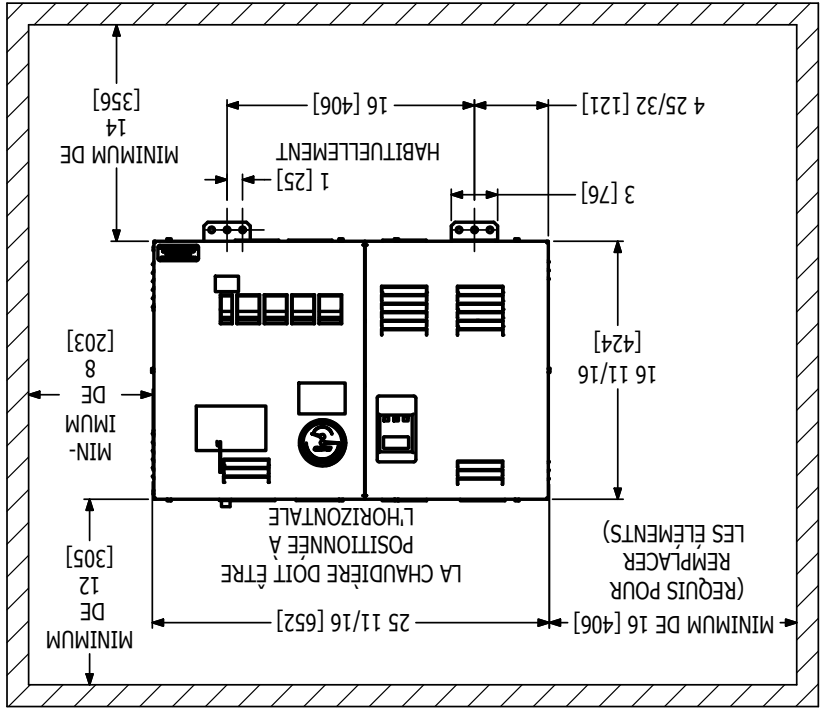 MINIMUM DE 16 [406]
(REQUIS POUR
REMPLACER
LES ÉLÉMENTS)
25 11/16 [652]
LA CHAUDIÈRE DOIT ÊTRE
POSITIONNÉE À
L'HORIZONTALE
MINIMUM
DE
12
[305]
16 11/16
[424]
MIN-
IMUM
DE
8
[203]
3 [76]
1 [25]
HABITUELLEMENT
4 25/32 [121]
16 [406]
MINIMUM DE
14
[356]